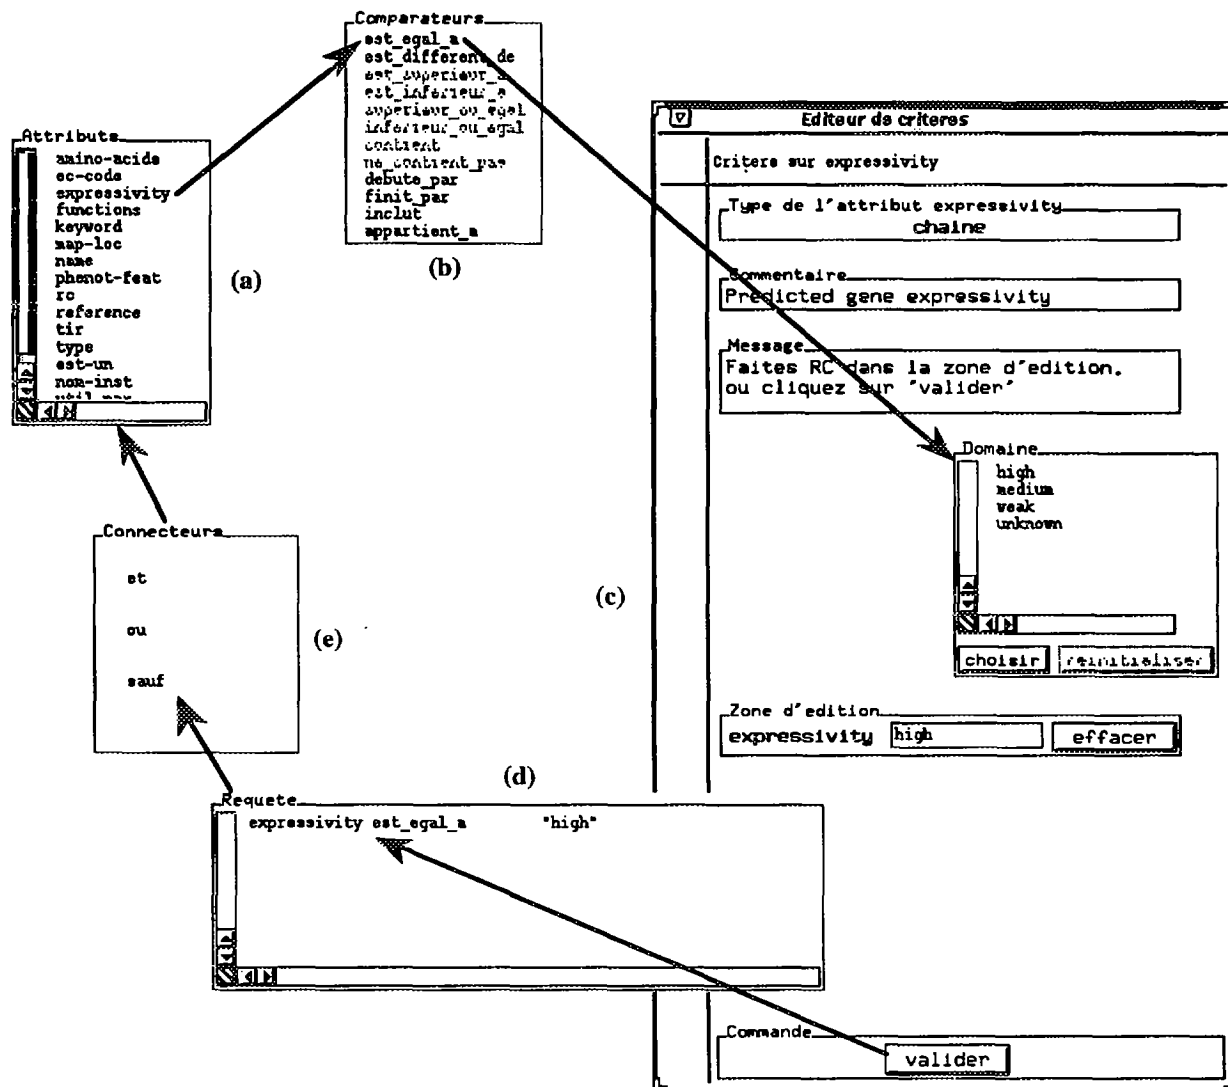 Comparateurs
est_egal_a
est_different_de
est_superieur_a
est_inferieur_a
superieur_ou_egal
inferieur_ou_egal
contient
ne_contient_pas
debute_par
finit_par
inclut
appartient_a
(b)
Attributs
amino-acids
ec-code
expressivity
functions
keyword
map-loc
name
phenot-feat
rc
reference
tir
type
est-un
nom-inst
(a)
Connecteurs
et
ou
sauf
(e)
(c)
Editeur de criteres
Critere sur expressivity
Type de l'attribut expressivity
chaine
Commentaire
Predicted gene expressivity
Message
Faites RC dans la zone d'edition.
ou cliquez sur 'valider'
Domaine
high
medium
weak
unknown
choisir reinitialiser
Zone d'edition
expressivity high effacer
(d)
Requete
expressivity est_egal_a "high"
Commande
valider